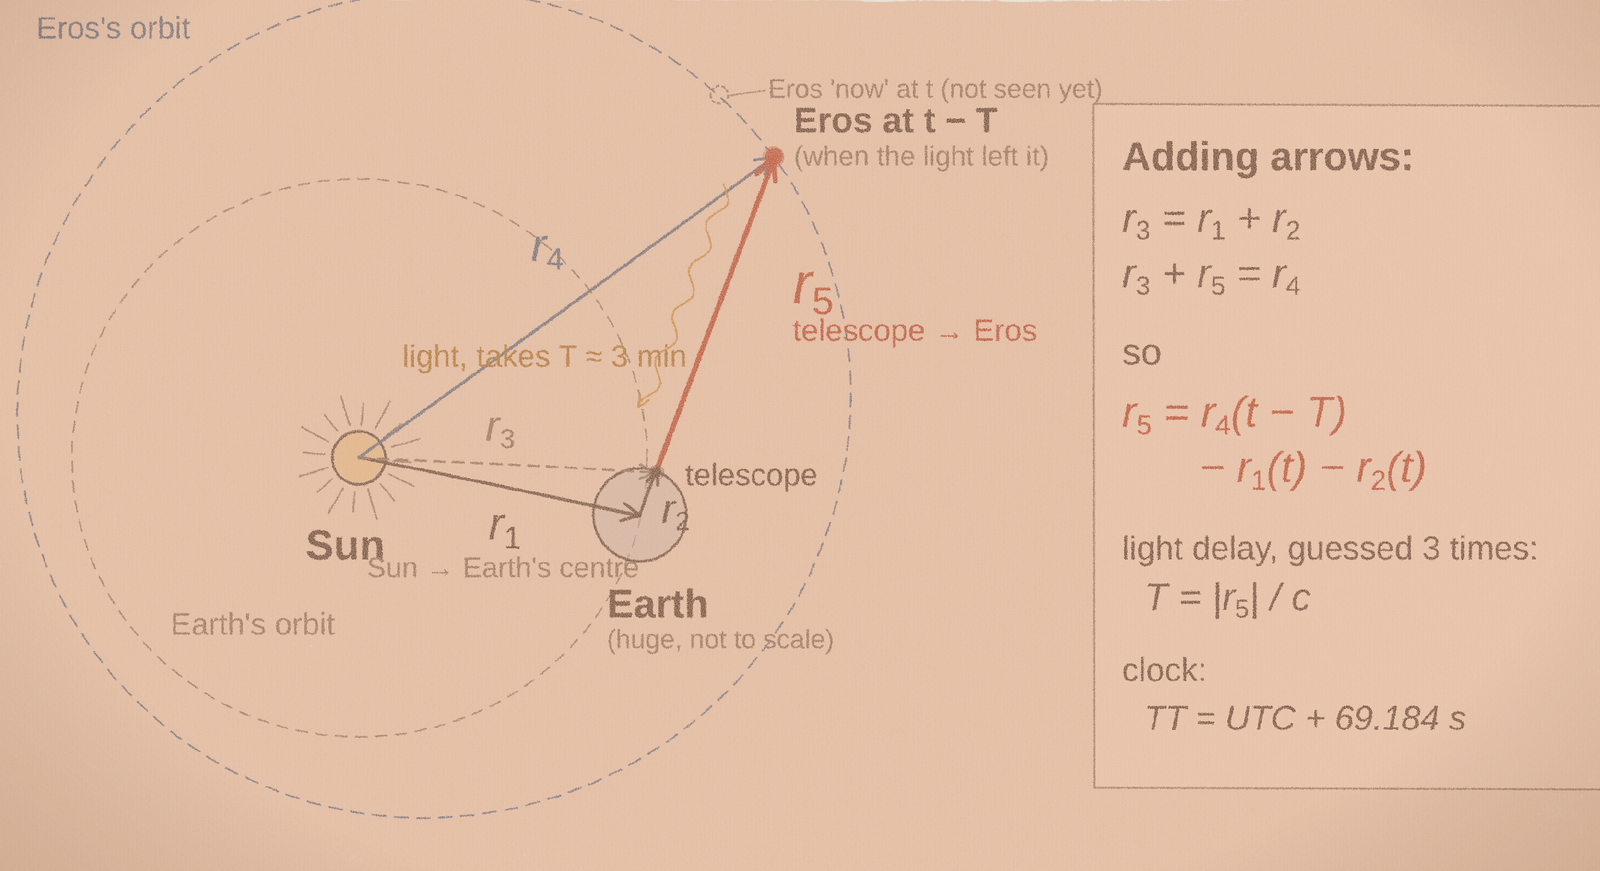 Eros's orbit
Eros 'now' at t (not seen yet)
Eros at t − T
(when the light left it)
r₄
r₅
telescope → Eros
light, takes T ≈ 3 min
r₃
telescope
r₂
r₁
Sun
Sun → Earth's centre
Earth
(huge, not to scale)
Earth's orbit
Adding arrows:
r₃ = r₁ + r₂
r₃ + r₅ = r₄
so
r₅ = r₄(t − T)
− r₁(t) − r₂(t)
light delay, guessed 3 times:
T = |r₅| / c
clock:
TT = UTC + 69.184 s